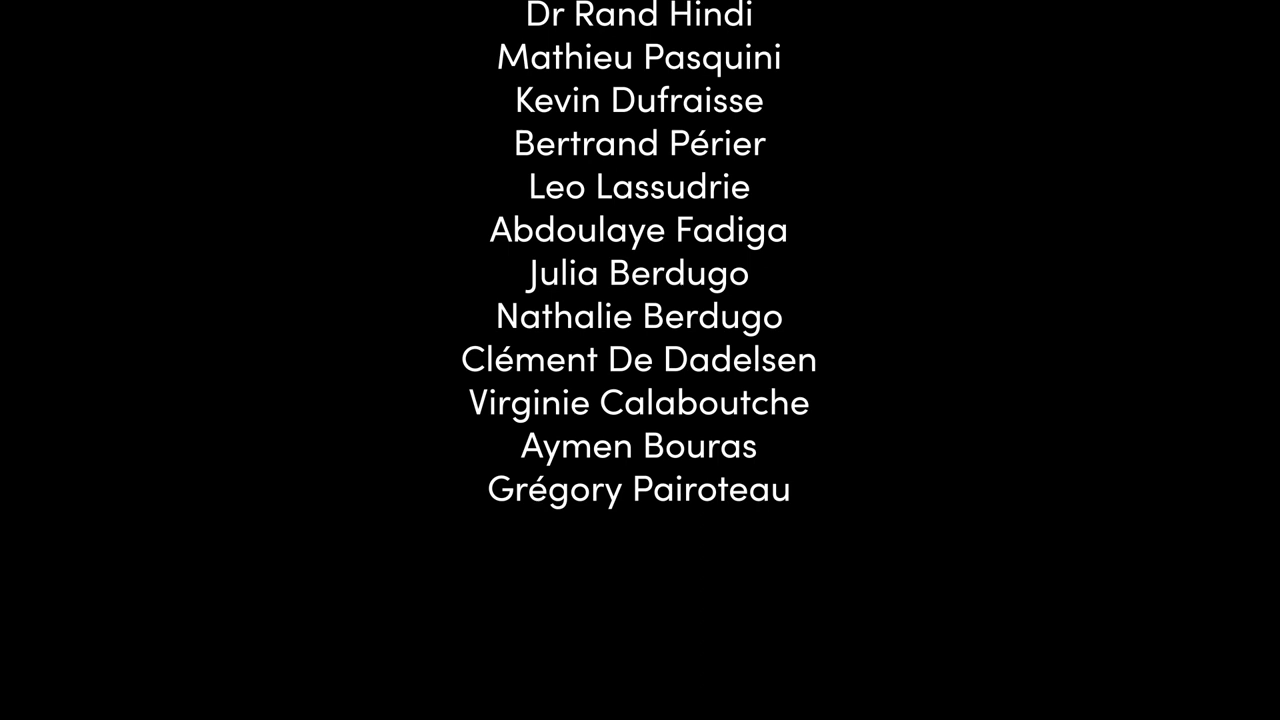 Dr Rand Hindi
Mathieu Pasquini
Kevin Dufraisse
Bertrand Périer
Leo Lassudrie
Abdoulaye Fadiga
Julia Berdugo
Nathalie Berdugo
Clément De Dadelsen
Virginie Calaboutche
Aymen Bouras
Grégory Pairoteau